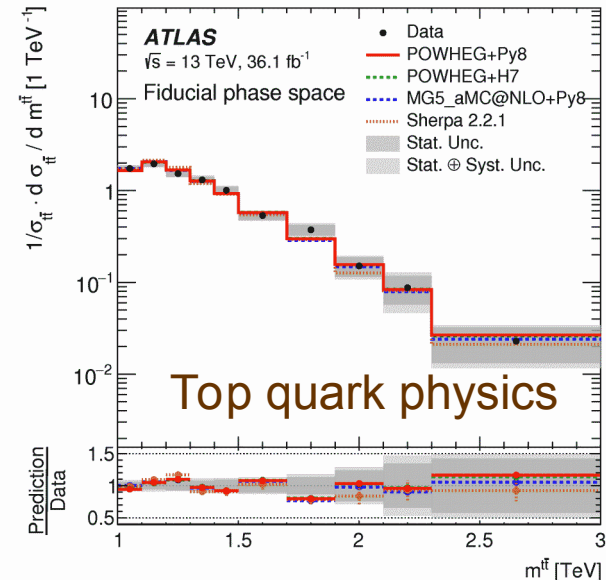 1/σ_tt̄ · d σ_tt̄ / d m^tt̄ [1 TeV⁻¹]
ATLAS
√s = 13 TeV, 36.1 fb⁻¹
Fiducial phase space
Data
POWHEG+Py8
POWHEG+H7
MG5_aMC@NLO+Py8
Sherpa 2.2.1
Stat. Unc.
Stat. ⊕ Syst. Unc.
10
1
10⁻¹
10⁻²
Top quark physics
Prediction
Data
1.5
1
0.5
1 1.5 2 2.5 3
m^tt̄ [TeV]